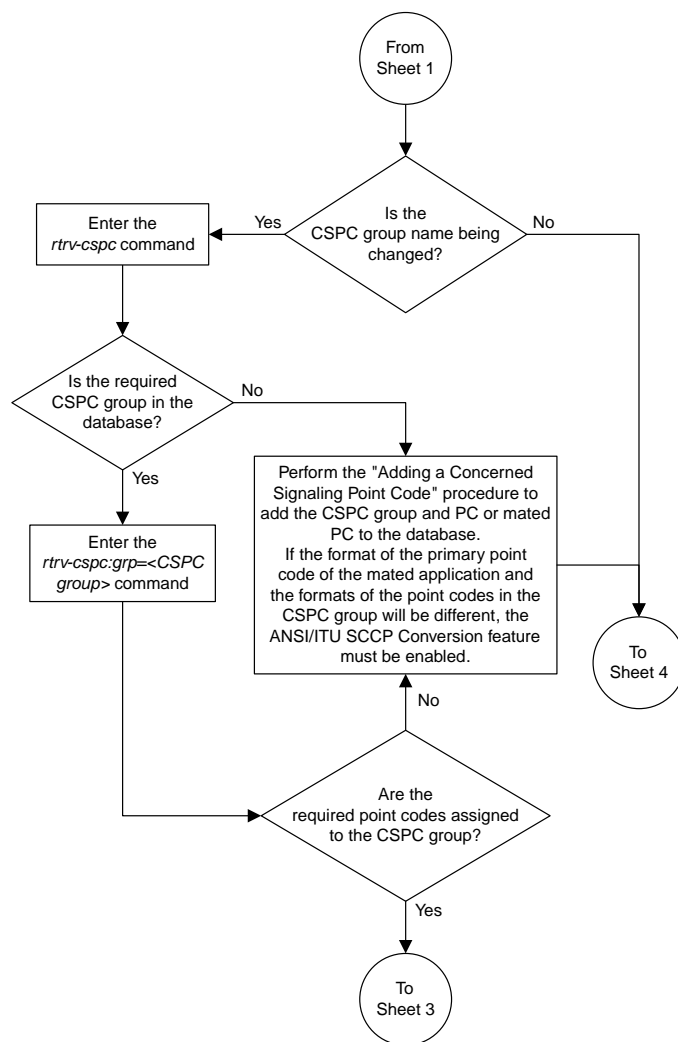 From
Sheet 1
Is the
CSPC group name being
changed?
Yes
No
Enter the
rtrv-cspc command
Is the required
CSPC group in the
database?
No
Yes
Enter the
rtrv-cspc:grp=<CSPC
group> command
Perform the "Adding a Concerned
Signaling Point Code" procedure to
add the CSPC group and PC or mated
PC to the database.
If the format of the primary point
code of the mated application and
the formats of the point codes in the
CSPC group will be different, the
ANSI/ITU SCCP Conversion feature
must be enabled.
To
Sheet 4
No
Are the
required point codes assigned
to the CSPC group?
Yes
To
Sheet 3